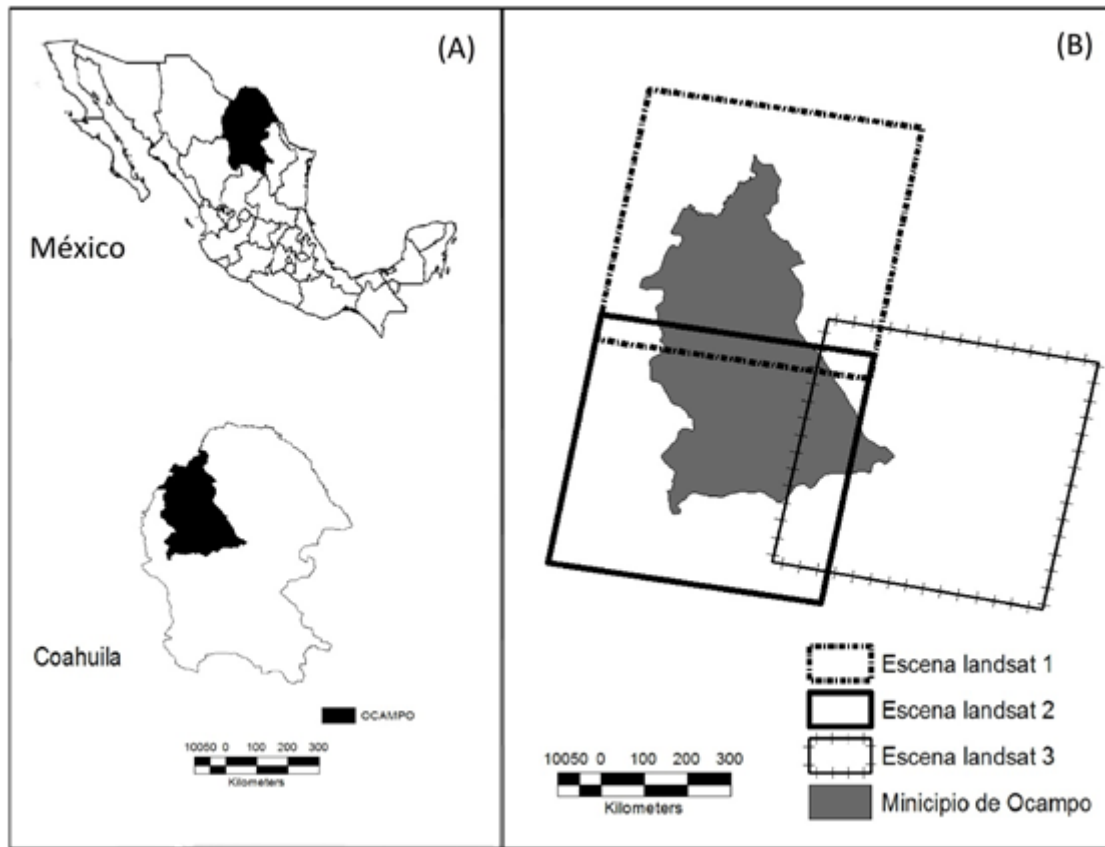 (A)
México
Coahuila
OCAMPO
10050 0 100 200 300
Kilometers
(B)
Escena landsat 1
Escena landsat 2
Escena landsat 3
Minicipio de Ocampo
10050 0 100 200 300
Kilometers